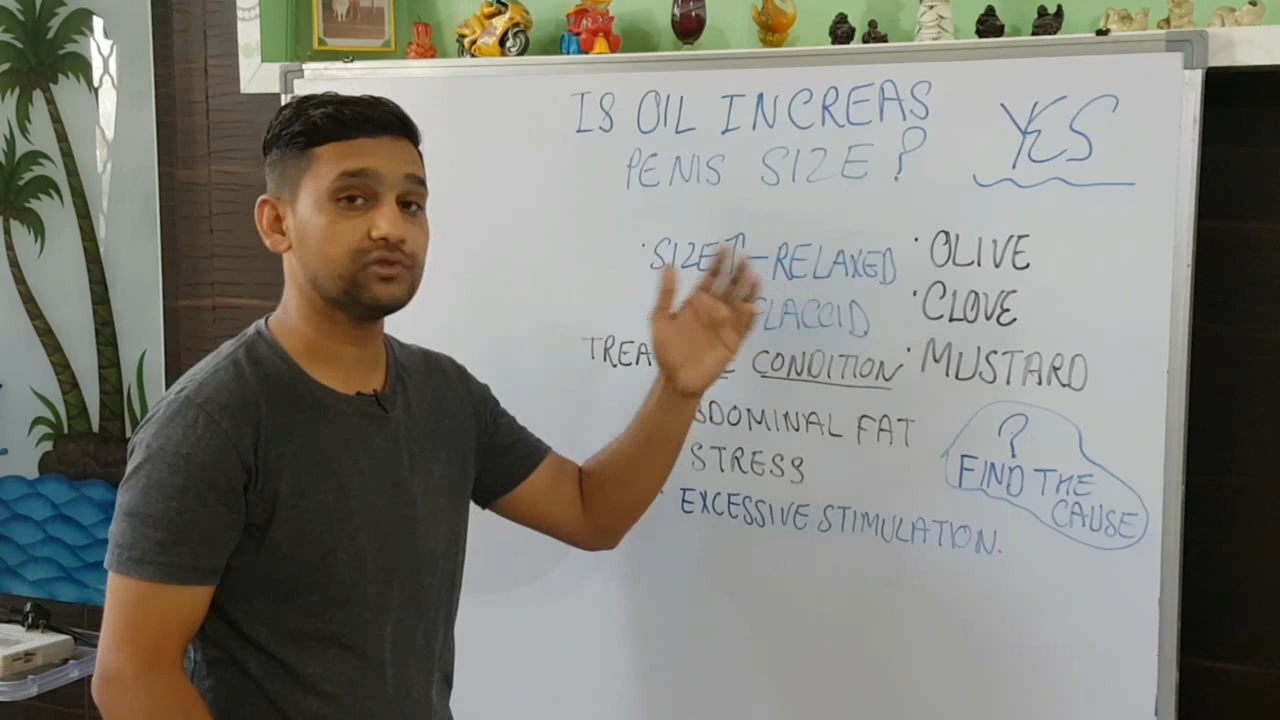 IS OIL INCREAS
PENIS SIZE?
YES
· SIZE↑ - RELAXED
FLACCID
TREA CONDITION
BDOMINAL FAT
STRESS
· EXCESSIVE STIMULATION.
· OLIVE
· CLOVE
· MUSTARD
?
FIND THE
CAUSE